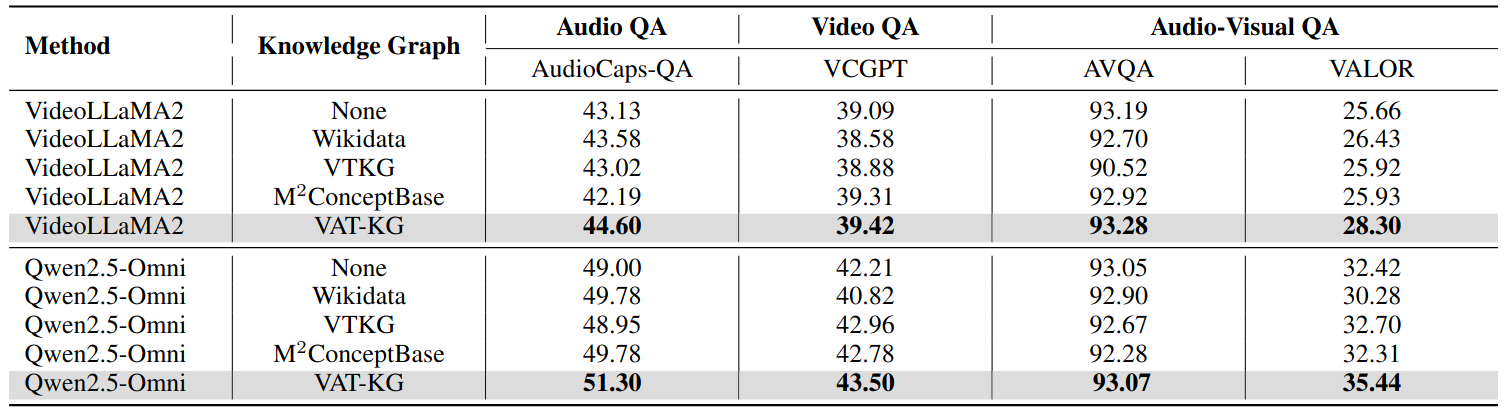 Method Knowledge Graph Audio QA Video QA Audio-Visual QA
AudioCaps-QA VCGPT AVQA VALOR
VideoLLaMA2 None 43.13 39.09 93.19 25.66
VideoLLaMA2 Wikidata 43.58 38.58 92.70 26.43
VideoLLaMA2 VTKG 43.02 38.88 90.52 25.92
VideoLLaMA2 M²ConceptBase 42.19 39.31 92.92 25.93
VideoLLaMA2 VAT-KG 44.60 39.42 93.28 28.30
Qwen2.5-Omni None 49.00 42.21 93.05 32.42
Qwen2.5-Omni Wikidata 49.78 40.82 92.90 30.28
Qwen2.5-Omni VTKG 48.95 42.96 92.67 32.70
Qwen2.5-Omni M²ConceptBase 49.78 42.78 92.28 32.31
Qwen2.5-Omni VAT-KG 51.30 43.50 93.07 35.44